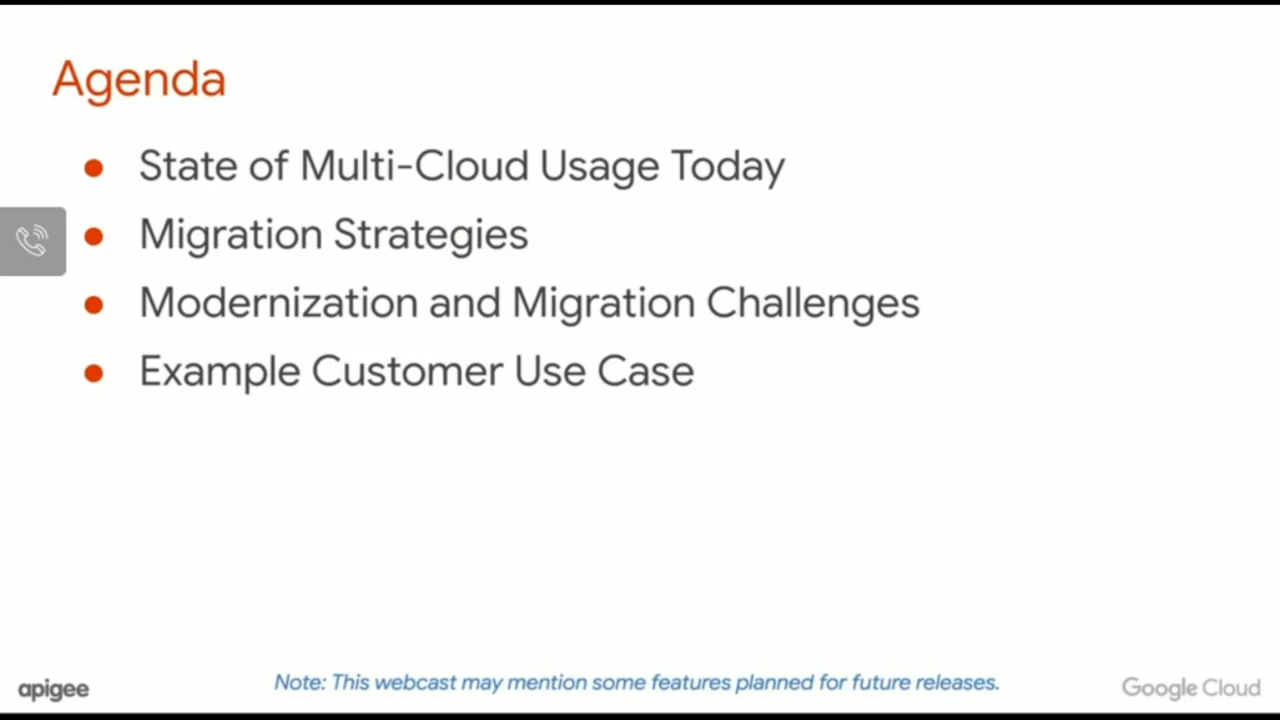 Agenda
State of Multi-Cloud Usage Today
Migration Strategies
Modernization and Migration Challenges
Example Customer Use Case
apigee
Note: This webcast may mention some features planned for future releases.
Google Cloud